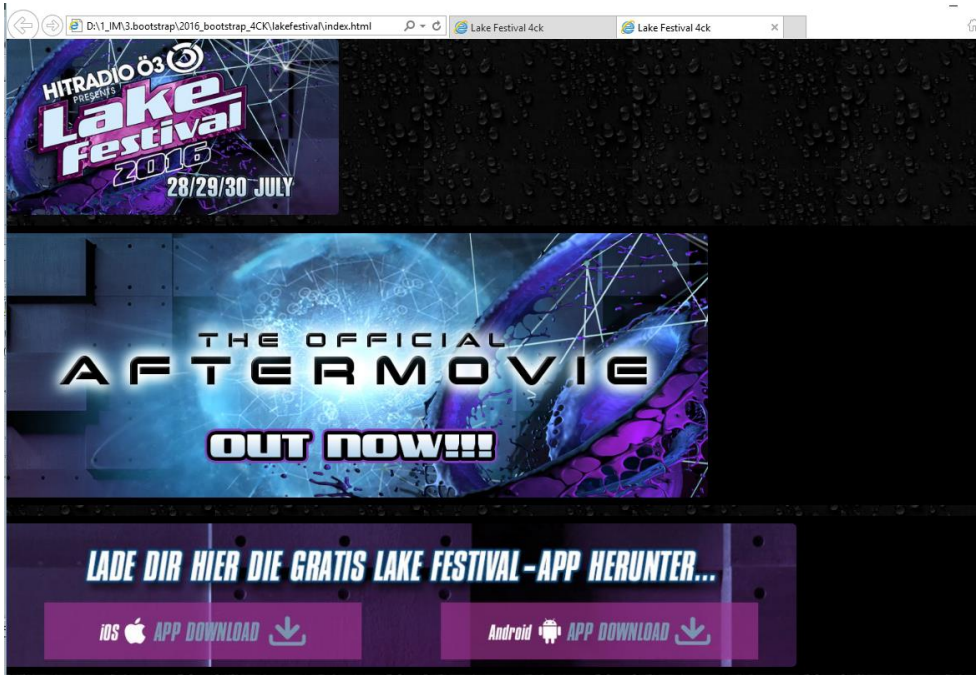 D:\1_IM\3.bootstrap\2016_bootstrap_4CK\lakefestival\index.html
Lake Festival 4ck
Lake Festival 4ck
HITRADIO Ö3
PRESENTS
Lake
Festival
2016
28/29/30 JULY
THE OFFICIAL
AFTERMOVIE
OUT NOW!!!
LADE DIR HIER DIE GRATIS LAKE FESTIVAL-APP HERUNTER...
iOS APP DOWNLOAD
Android APP DOWNLOAD